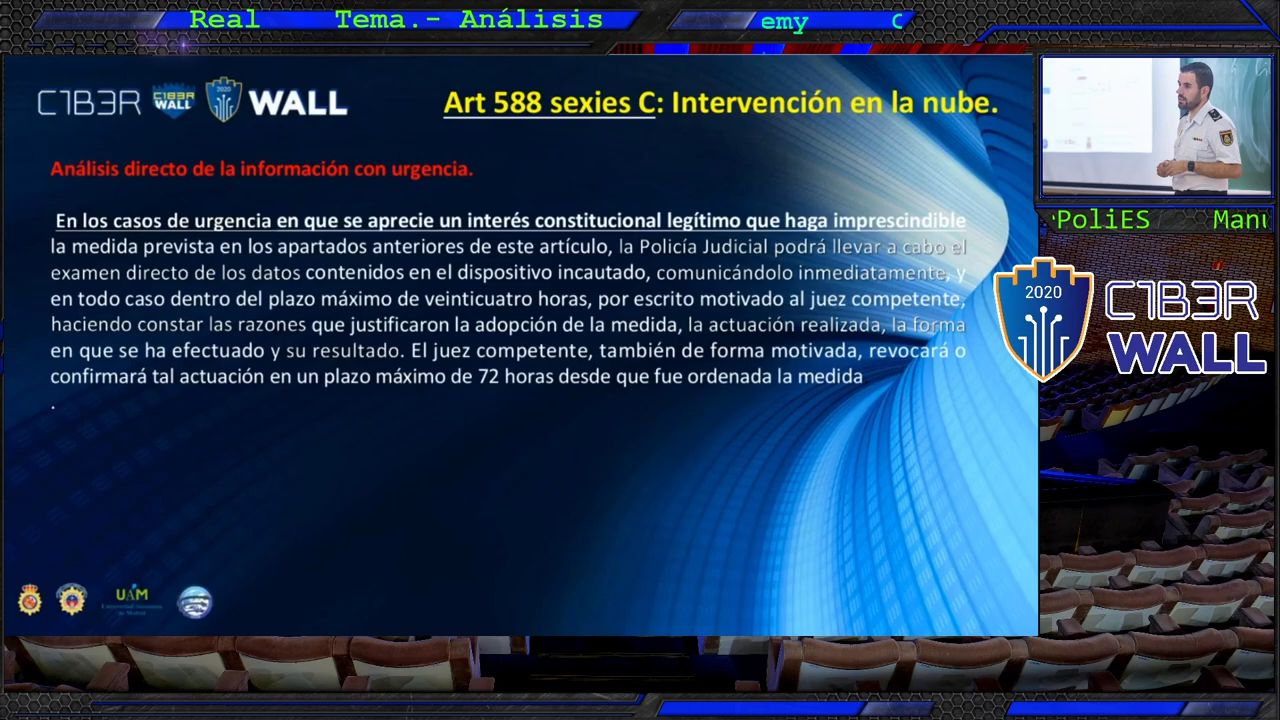 Real Tema.- Análisis emy C
C1B3R C1B3R WALL 2020 WALL
Art 588 sexies C: Intervención en la nube.
Análisis directo de la información con urgencia.
En los casos de urgencia en que se aprecie un interés constitucional legítimo que haga imprescindible
la medida prevista en los apartados anteriores de este artículo, la Policía Judicial podrá llevar a cabo el
examen directo de los datos contenidos en el dispositivo incautado, comunicándolo inmediatamente, y
en todo caso dentro del plazo máximo de veinticuatro horas, por escrito motivado al juez competente,
haciendo constar las razones que justificaron la adopción de la medida, la actuación realizada, la forma
en que se ha efectuado y su resultado. El juez competente, también de forma motivada, revocará o
confirmará tal actuación en un plazo máximo de 72 horas desde que fue ordenada la medida
.
UAM
PoliES Manu
2020
C1B3R
WALL